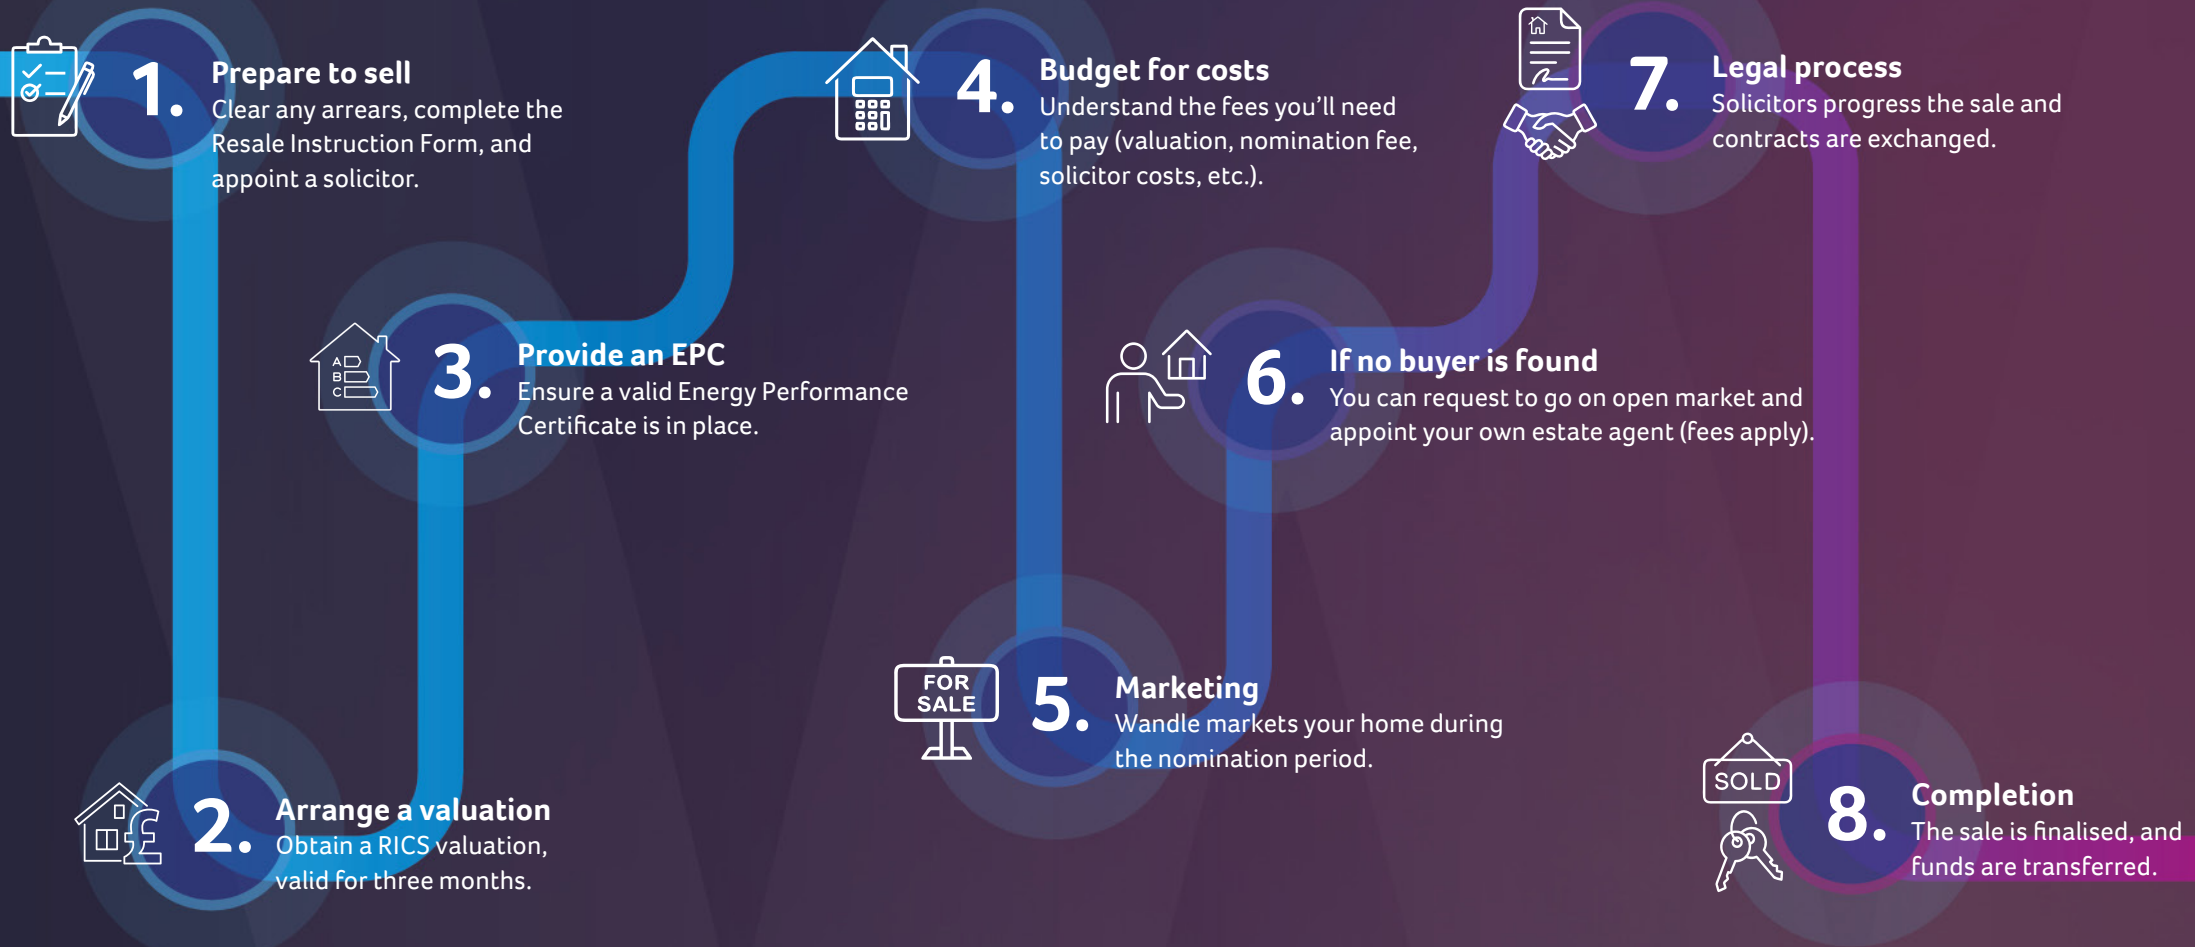 1.
Prepare to sell
Clear any arrears, complete the
Resale Instruction Form, and
appoint a solicitor.
2.
Arrange a valuation
Obtain a RICS valuation,
valid for three months.
A
B
C
3.
Provide an EPC
Ensure a valid Energy Performance
Certificate is in place.
4.
Budget for costs
Understand the fees you'll need
to pay (valuation, nomination fee,
solicitor costs, etc.).
FOR
SALE
5.
Marketing
Wandle markets your home during
the nomination period.
6.
If no buyer is found
You can request to go on open market and
appoint your own estate agent (fees apply).
7.
Legal process
Solicitors progress the sale and
contracts are exchanged.
SOLD
8.
Completion
The sale is finalised, and
funds are transferred.